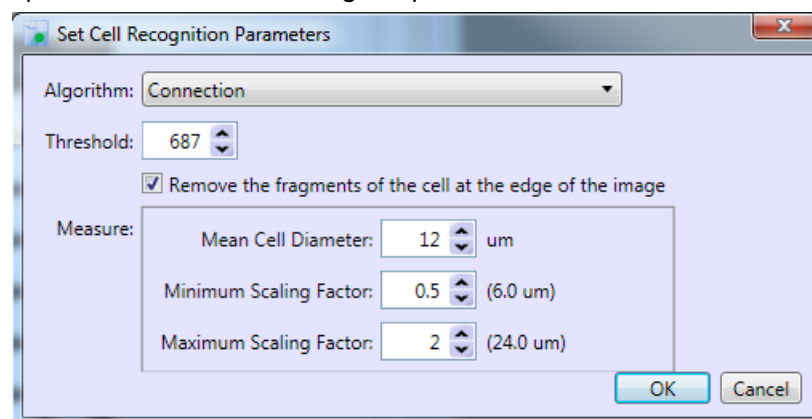 Set Cell Recognition Parameters
Algorithm: Connection
Threshold: 687
Remove the fragments of the cell at the edge of the image
Measure:
Mean Cell Diameter: 12 um
Minimum Scaling Factor: 0.5 (6.0 um)
Maximum Scaling Factor: 2 (24.0 um)
OK Cancel